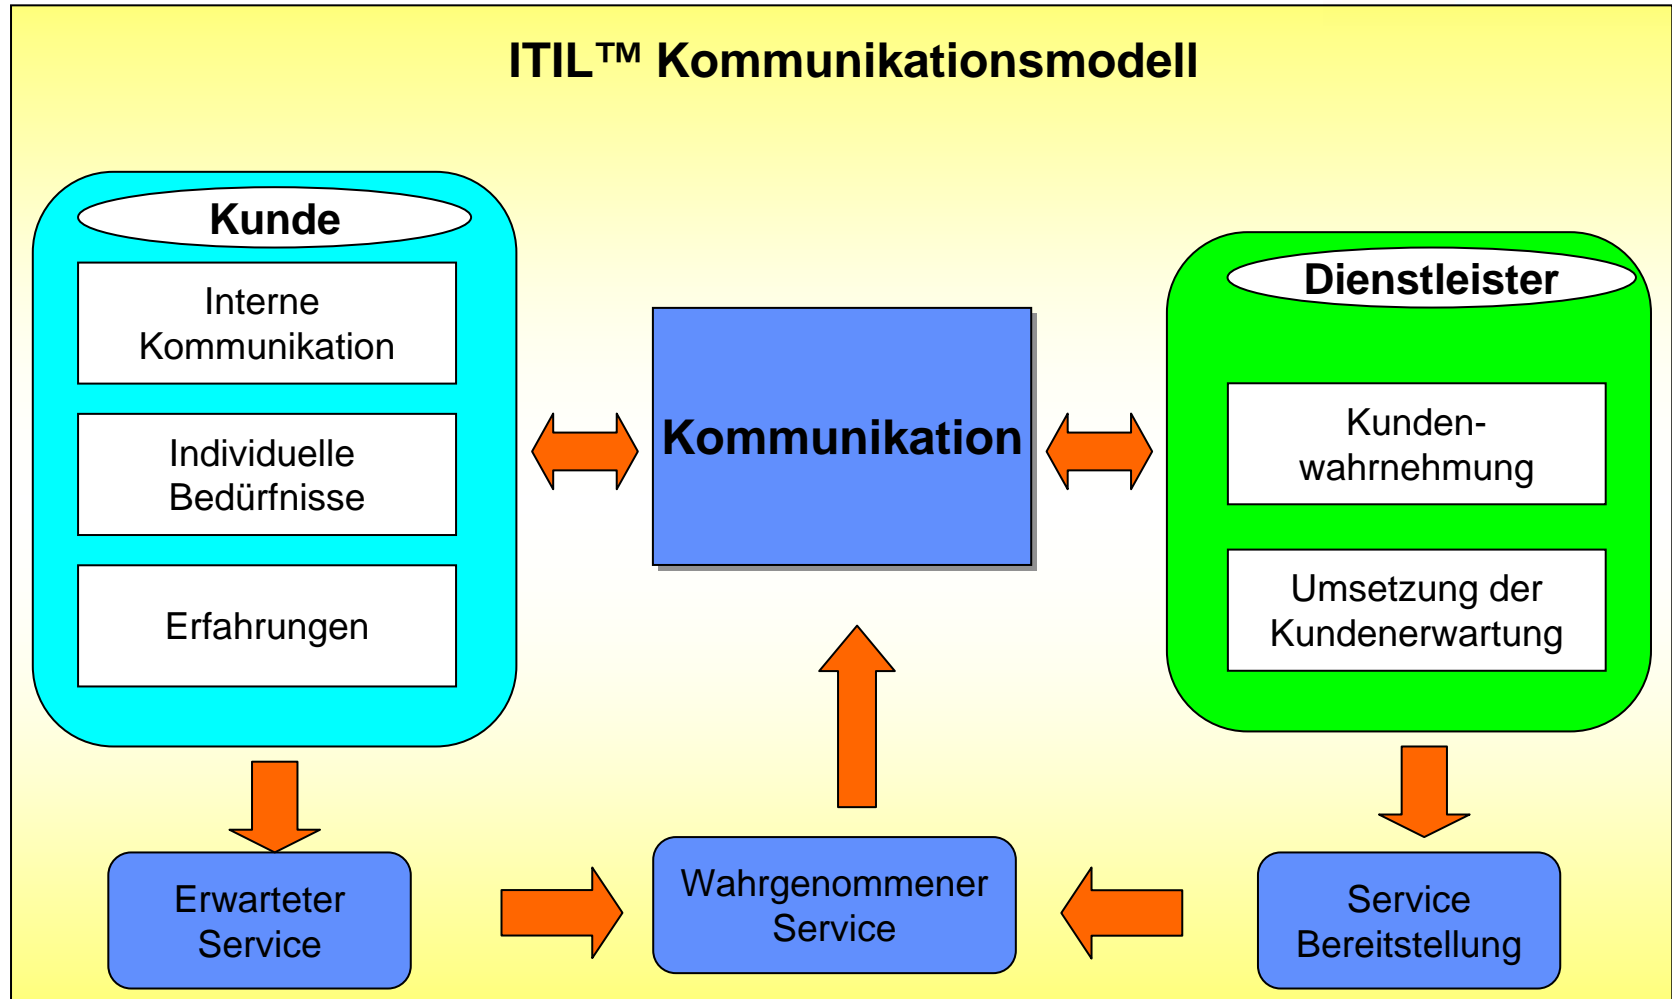 ITIL™ Kommunikationsmodell
Kunde
Interne
Kommunikation
Individuelle
Bedürfnisse
Erfahrungen
Kommunikation
Dienstleister
Kunden-
wahrnehmung
Umsetzung der
Kundenerwartung
Erwarteter
Service
Wahrgenommener
Service
Service
Bereitstellung